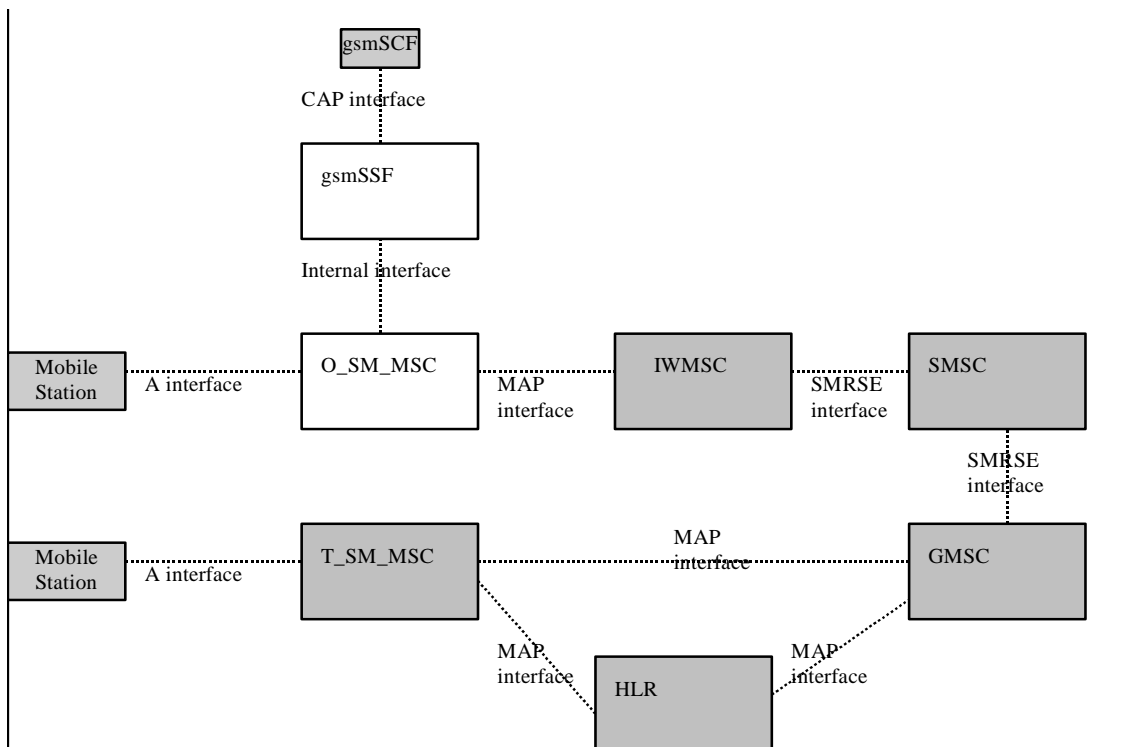 gsmSCF
CAP interface
gsmSSF
Internal interface
Mobile
Station
A interface
O_SM_MSC
MAP
interface
IWMSC
SMRSE
interface
SMSC
SMRSE
interface
Mobile
Station
A interface
T_SM_MSC
MAP
interface
GMSC
MAP
interface
HLR
MAP
interface